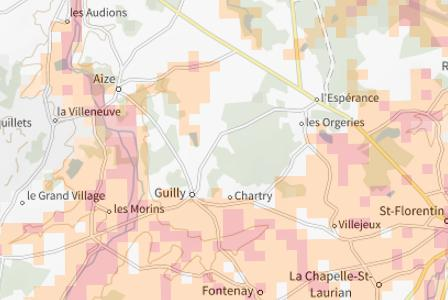 les Audions
Aize
l'Espérance
la Villeneuve
uillets
les Orgeries
le Grand Village
Guilly
Chartry
les Morins
St-Florentin
Villejeux
La Chapelle-St-
Laurian
Fontenay
R